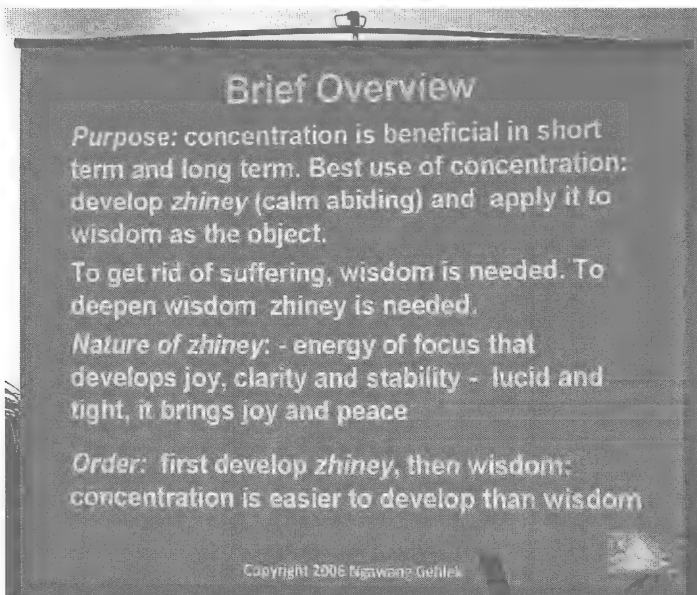 Brief Overview
Purpose: concentration is beneficial in short
term and long term. Best use of concentration:
develop zhiney (calm abiding) and apply it to
wisdom as the object.
To get rid of suffering, wisdom is needed. To
deepen wisdom zhiney is needed.
Nature of zhiney: - energy of focus that
develops joy, clarity and stability - lucid and
tight, it brings joy and peace
Order: first develop zhiney, then wisdom:
concentration is easier to develop than wisdom
Copyright 2006 Ngawang Gehlek